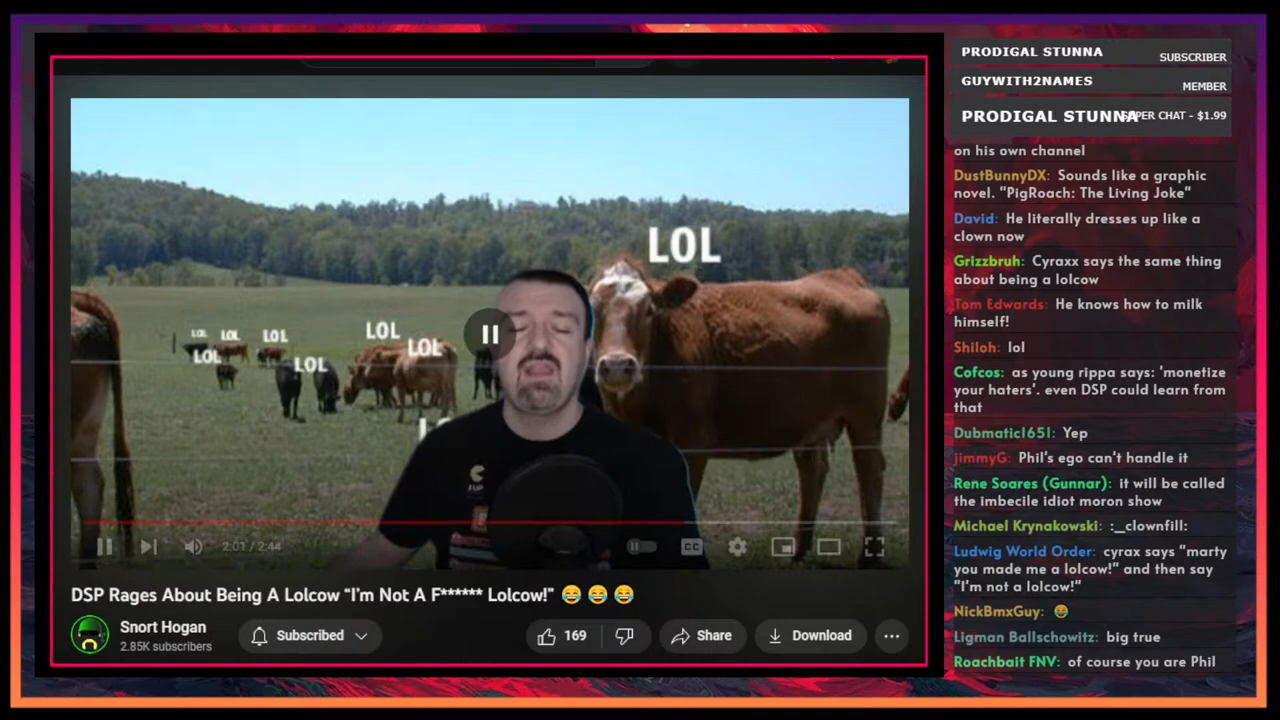 PRODIGAL STUNNA
SUBSCRIBER
GUYWITH2NAMES
MEMBER
PRODIGAL STUNNA
PER CHAT - $1.99
on his own channel
DustBunnyDX: Sounds like a graphic
novel. "PigRoach: The Living Joke"
David: He literally dresses up like a
clown now
Grizzbruh: Cyraxx says the same thing
about being a lolcow
Tom Edwards: He knows how to milk
himself!
Shiloh: lol
Cofcos: as young rippa says: 'monetize
your haters'. even DSP could learn from
that
Dubmatic1651: Yep
jimmyG: Phil's ego can't handle it
Rene Soares (Gunnar): it will be called
the imbecile idiot moron show
Michael Krynakowski: :__clownfill:
Ludwig World Order: cyrax says "marty
you made me a lolcow!" and then say
"I'm not a lolcow!"
NickBmxGuy: 😂
Ligman Ballschowitz: big true
Roachbait FNV: of course you are Phil
LOL
LOL
LOL
LOL
LOL
LOL
LOL
LOL
1UP
2:01 / 2:44
CC
DSP Rages About Being A Lolcow “I'm Not A F****** Lolcow!” 😂 😂 😂
Snort Hogan
2.85K subscribers
Subscribed
169
Share
Download